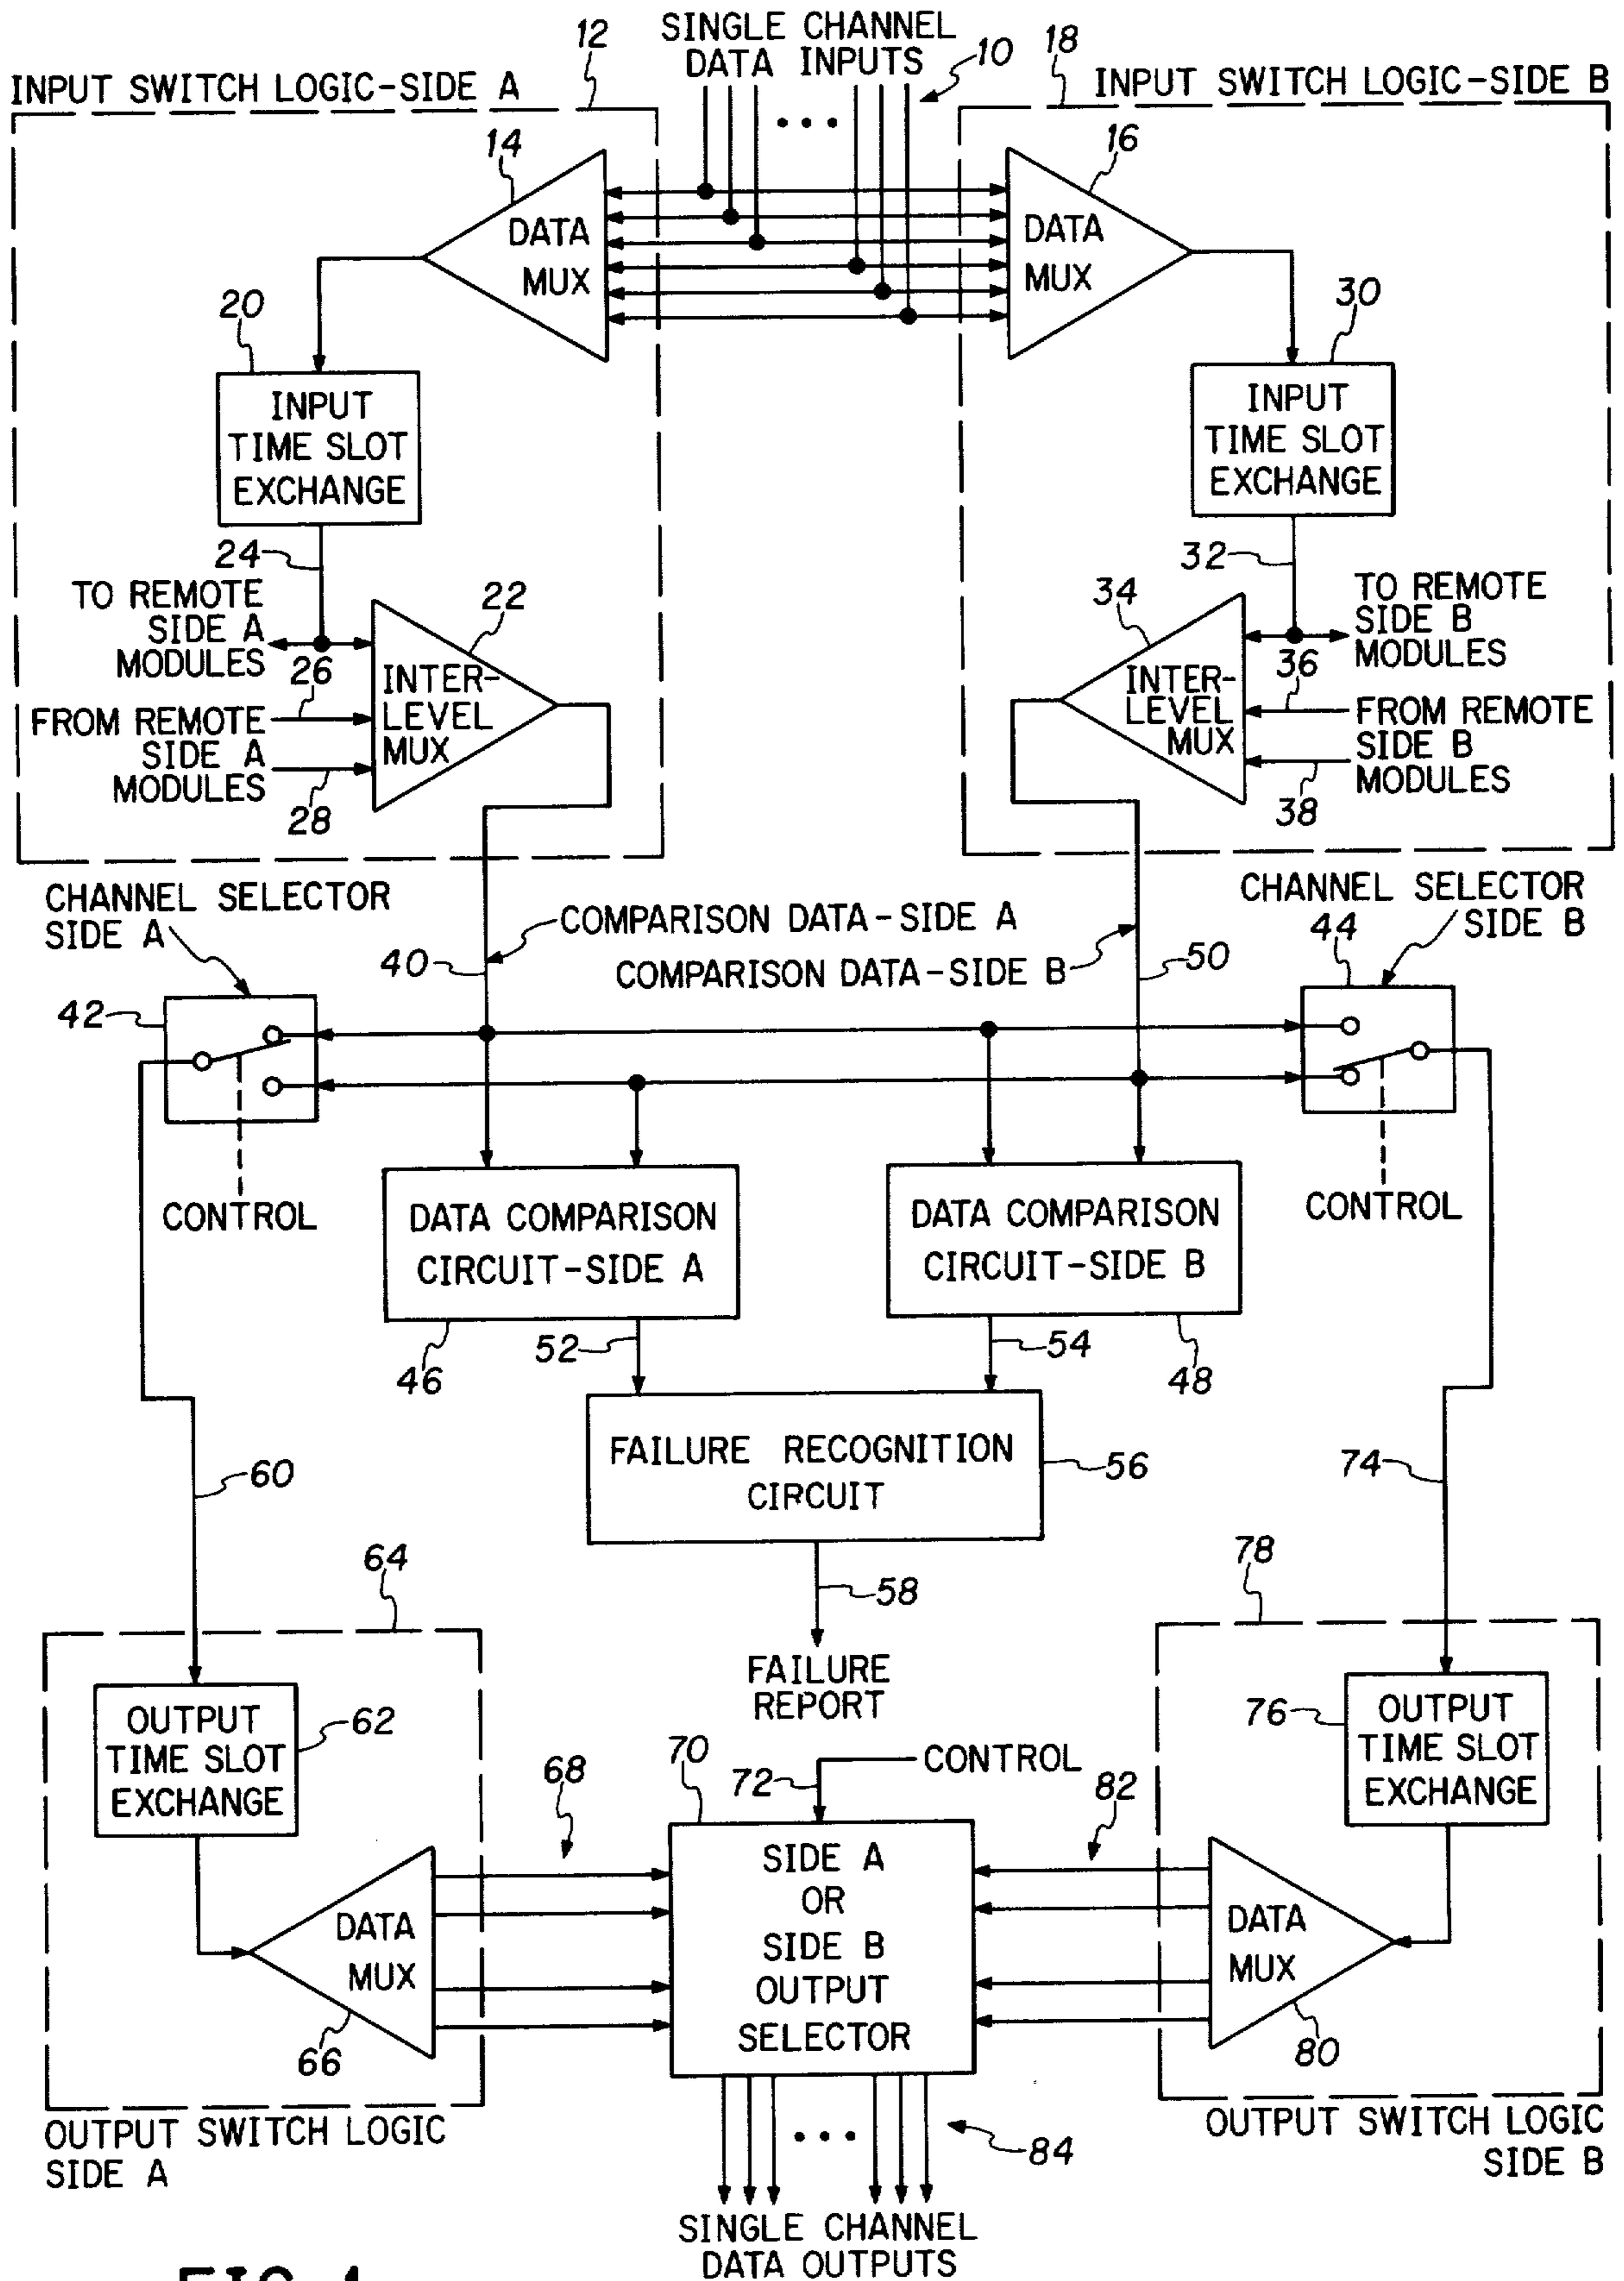 SINGLE CHANNEL
DATA INPUTS
10
12
18
INPUT SWITCH LOGIC-SIDE A
INPUT SWITCH LOGIC-SIDE B
14
16
DATA
MUX
DATA
MUX
20
30
INPUT
TIME SLOT
EXCHANGE
INPUT
TIME SLOT
EXCHANGE
24
32
TO REMOTE
SIDE A
MODULES
22
34
TO REMOTE
SIDE B
MODULES
26
36
INTER-
LEVEL
MUX
INTER-
LEVEL
MUX
FROM REMOTE
SIDE A
MODULES
FROM REMOTE
SIDE B
MODULES
28
38
CHANNEL SELECTOR
SIDE A
CHANNEL SELECTOR
SIDE B
COMPARISON DATA-SIDE A
COMPARISON DATA-SIDE B
40
50
44
42
CONTROL
CONTROL
DATA COMPARISON
CIRCUIT-SIDE A
DATA COMPARISON
CIRCUIT-SIDE B
46
52
54
48
FAILURE RECOGNITION
CIRCUIT
56
60
74
58
64
78
FAILURE
REPORT
OUTPUT
TIME SLOT
EXCHANGE
62
76
OUTPUT
TIME SLOT
EXCHANGE
68
70
72
CONTROL
82
DATA
MUX
66
SIDE A
OR
SIDE B
OUTPUT
SELECTOR
DATA
MUX
80
OUTPUT SWITCH LOGIC
SIDE A
OUTPUT SWITCH LOGIC
SIDE B
84
SINGLE CHANNEL
DATA OUTPUTS